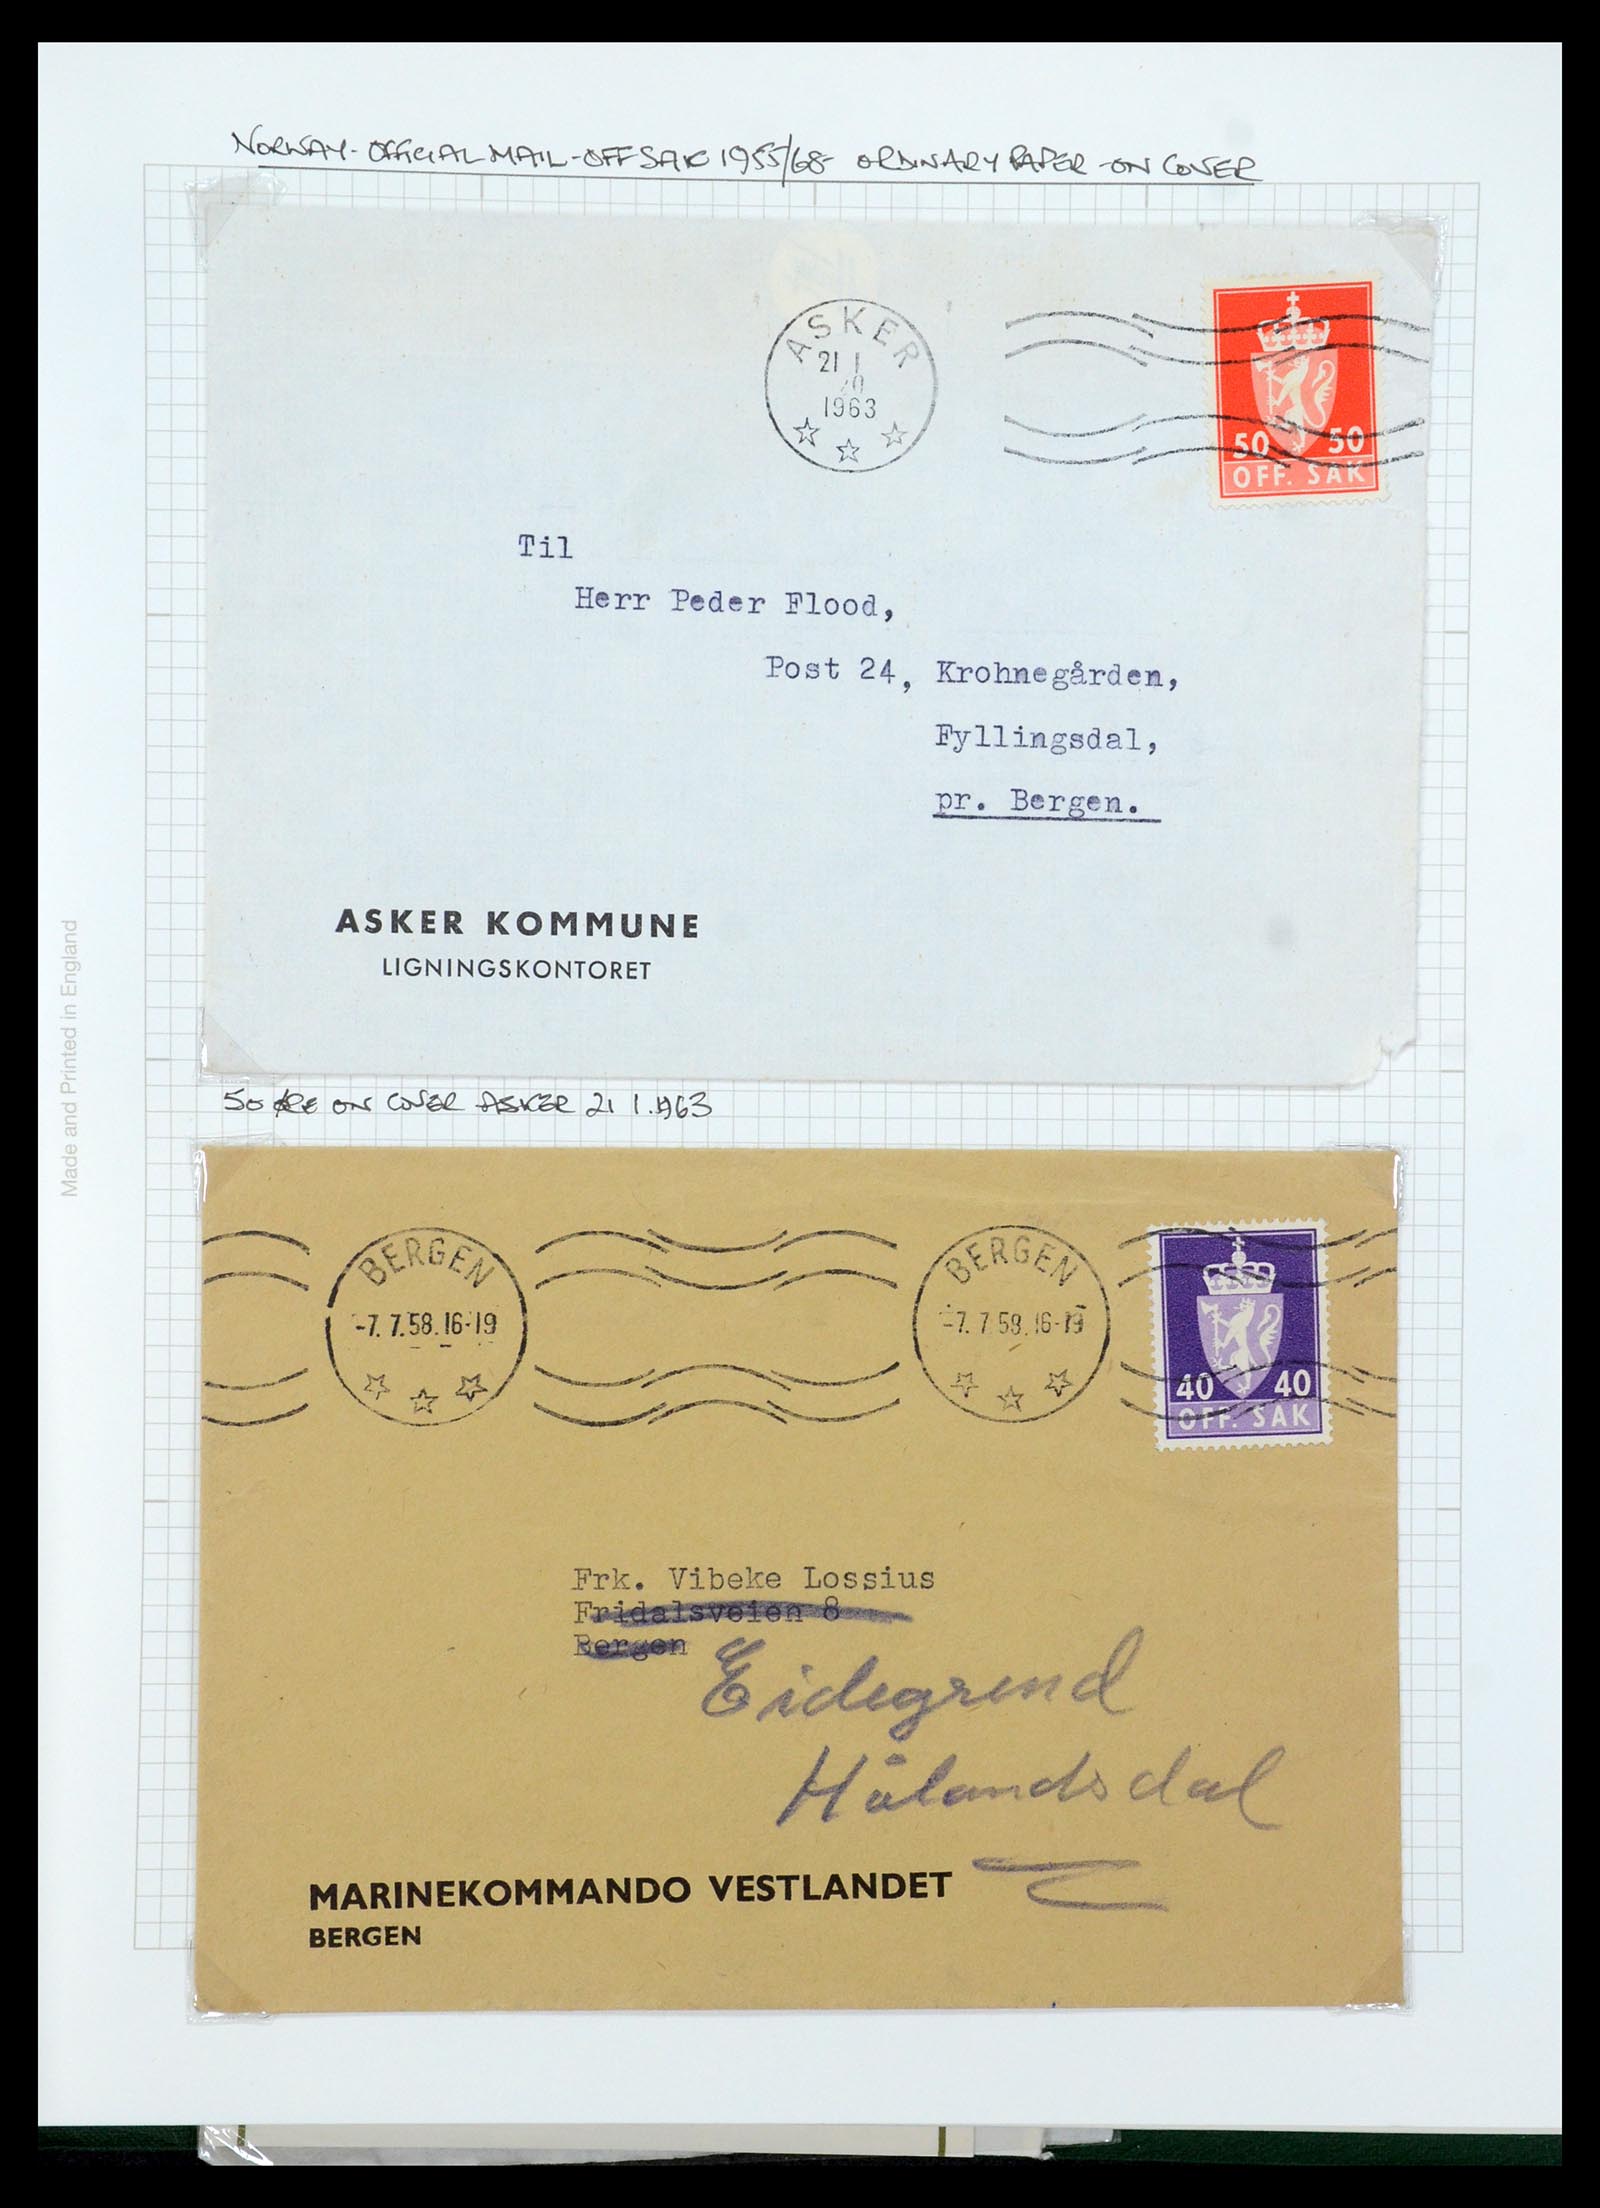 NORWAY - OFFICIAL MAIL - OFF SAK 1955/68 - ORDINARY PAPER - ON COVER
ASKER
21 1
20
1963
50 50
OFF. SAK
Til
Herr Peder Flood,
Post 24, Krohnegården,
Fyllingsdal,
pr. Bergen.
ASKER KOMMUNE
LIGNINGSKONTORET
Made and Printed in England
50 ØRE ON COVER ASKER 21 1.1963
BERGEN
-7. 7.58.16-19
BERGEN
-7. 7.58.16-19
40 40
OFF. SAK
Frk. Vibeke Lossius
Fridalsveien 8
Bergen
Eidegrend
Hålandsdal
MARINEKOMMANDO VESTLANDET
BERGEN